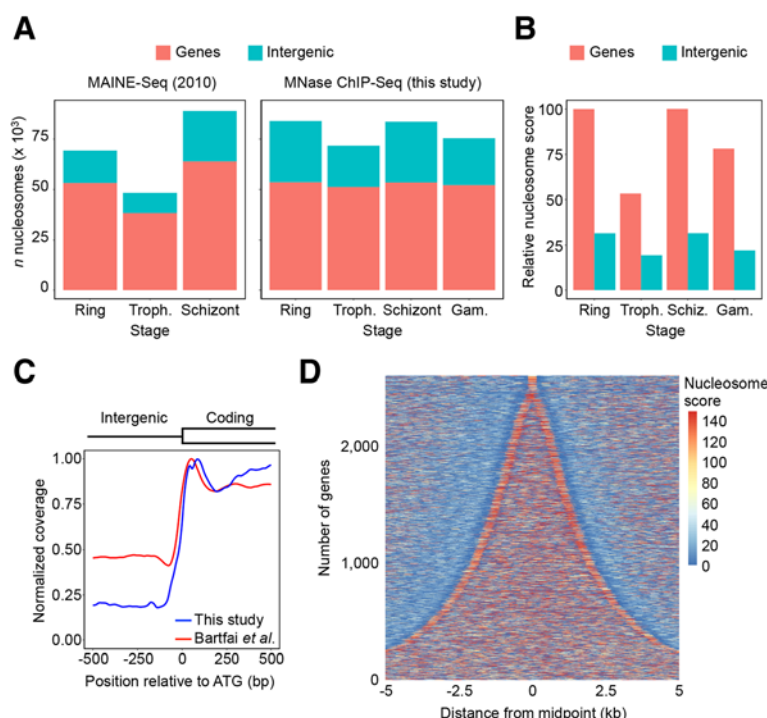 A
Genes Intergenic
MAINE-Seq (2010)
MNase ChIP-Seq (this study)
n nucleosomes (x 10³)
75
50
25
0
Ring Troph. Schizont
Stage
Ring Troph. Schizont Gam.
Stage
B
Genes Intergenic
Relative nucleosome score
100
75
50
25
0
Ring Troph. Schiz. Gam.
Stage
C
Intergenic Coding
Normalized coverage
1.00
0.75
0.50
0.25
0.00
This study
Bartfai et al.
-500 -250 0 250 500
Position relative to ATG (bp)
D
Number of genes
2,000
1,000
0
-5 -2.5 0 2.5 5
Distance from midpoint (kb)
Nucleosome
score
140
120
100
80
60
40
20
0